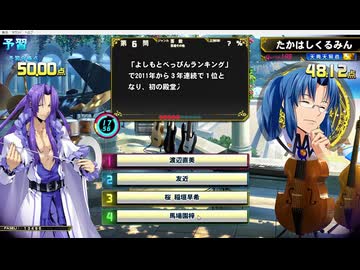 予習
50.00点
第 6 問
「よしもとべっぴんランキング」
で2011年から３年連続で１位と
なり、初の殿堂♪
たかはしくるみん
48.12点
1 渡辺直美
2 友近
3 桜 稲垣早希
4 馬場園梓